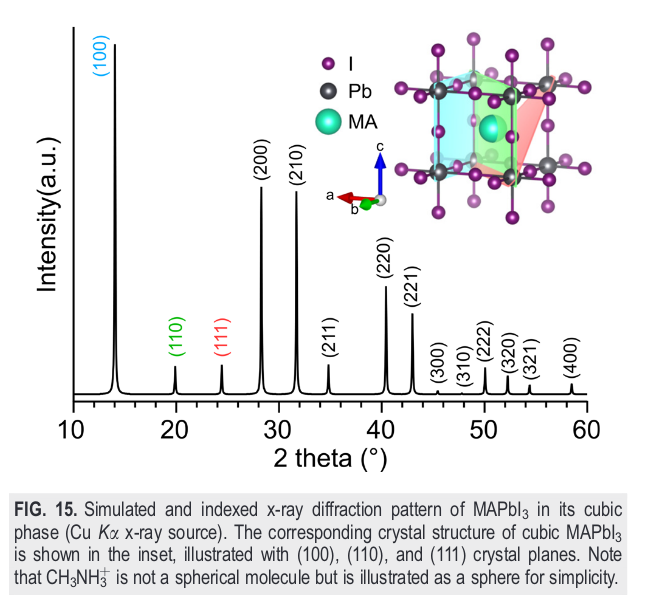 (100)
I
Pb
MA
c
a
b
Intensity(a.u.)
(200)
(210)
(110)
(111)
(211)
(220)
(221)
(300)
(310)
(222)
(320)
(321)
(400)
10 20 30 40 50 60
2 theta (°)
FIG. 15. Simulated and indexed x-ray diffraction pattern of MAPbI₃ in its cubic
phase (Cu Kα x-ray source). The corresponding crystal structure of cubic MAPbI₃
is shown in the inset, illustrated with (100), (110), and (111) crystal planes. Note
that CH₃NH₃⁺ is not a spherical molecule but is illustrated as a sphere for simplicity.